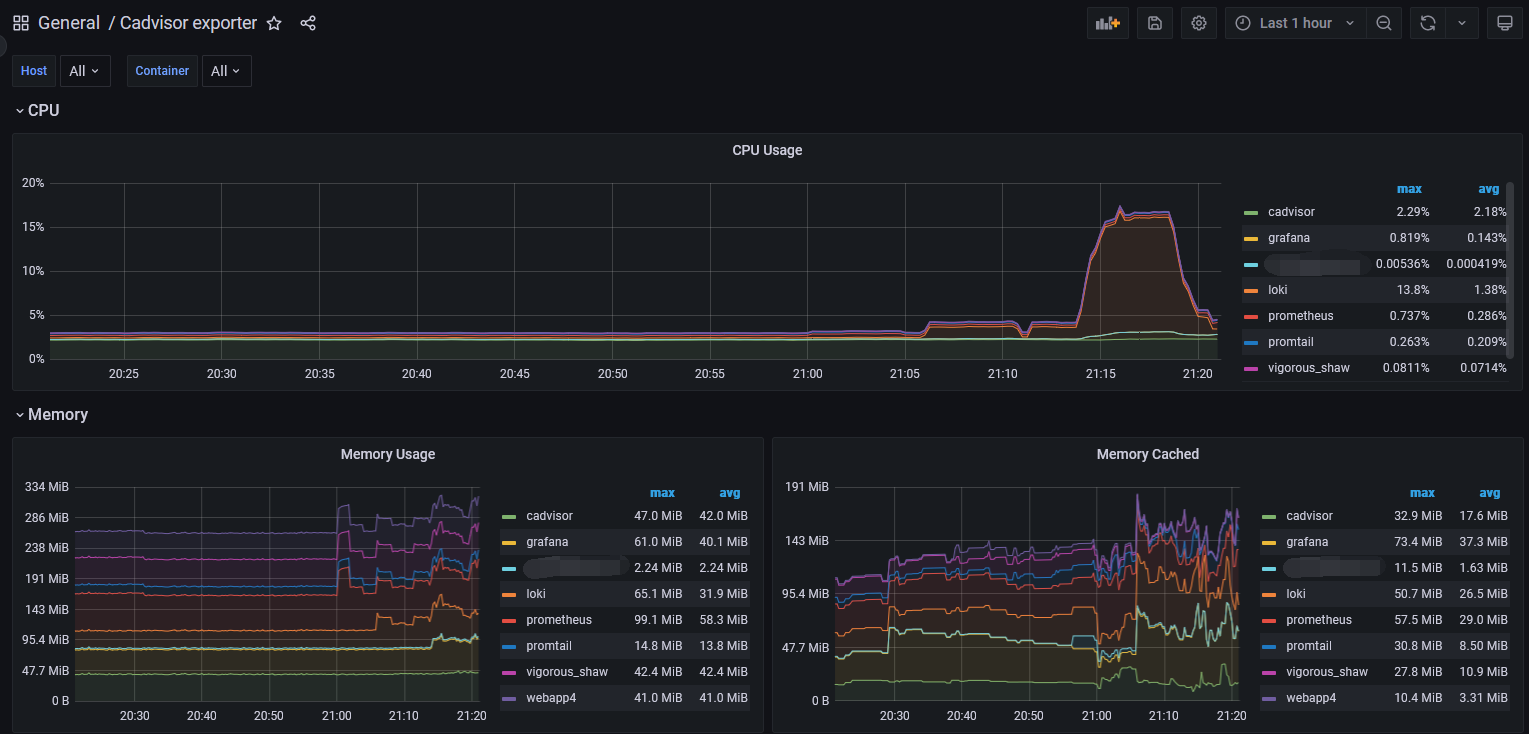 General / Cadvisor exporter
Last 1 hour
Host All Container All
CPU
CPU Usage
20%
15%
10%
5%
0%
20:25 20:30 20:35 20:40 20:45 20:50 20:55 21:00 21:05 21:10 21:15 21:20
max avg
cadvisor 2.29% 2.18%
grafana 0.819% 0.143%
0.00536% 0.000419%
loki 13.8% 1.38%
prometheus 0.737% 0.286%
promtail 0.263% 0.209%
vigorous_shaw 0.0811% 0.0714%
Memory
Memory Usage
334 MiB
286 MiB
238 MiB
191 MiB
143 MiB
95.4 MiB
47.7 MiB
0 B
20:30 20:40 20:50 21:00 21:10 21:20
max avg
cadvisor 47.0 MiB 42.0 MiB
grafana 61.0 MiB 40.1 MiB
2.24 MiB 2.24 MiB
loki 65.1 MiB 31.9 MiB
prometheus 99.1 MiB 58.3 MiB
promtail 14.8 MiB 13.8 MiB
vigorous_shaw 42.4 MiB 42.4 MiB
webapp4 41.0 MiB 41.0 MiB
Memory Cached
191 MiB
143 MiB
95.4 MiB
47.7 MiB
0 B
20:30 20:40 20:50 21:00 21:10 21:20
max avg
cadvisor 32.9 MiB 17.6 MiB
grafana 73.4 MiB 37.3 MiB
11.5 MiB 1.63 MiB
loki 50.7 MiB 26.5 MiB
prometheus 57.5 MiB 29.0 MiB
promtail 30.8 MiB 8.50 MiB
vigorous_shaw 27.8 MiB 10.9 MiB
webapp4 10.4 MiB 3.31 MiB